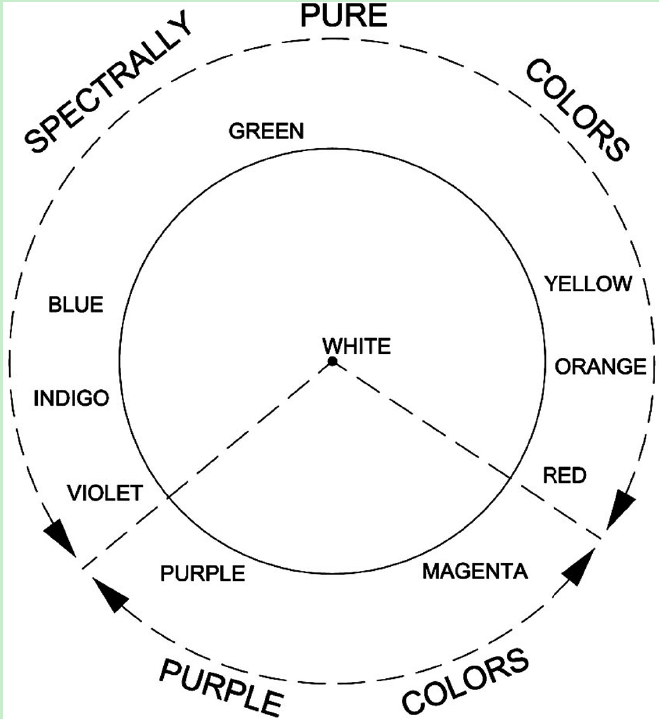 SPECTRALLY PURE COLORS
GREEN
BLUE
YELLOW
WHITE
ORANGE
INDIGO
RED
VIOLET
PURPLE
MAGENTA
PURPLE COLORS